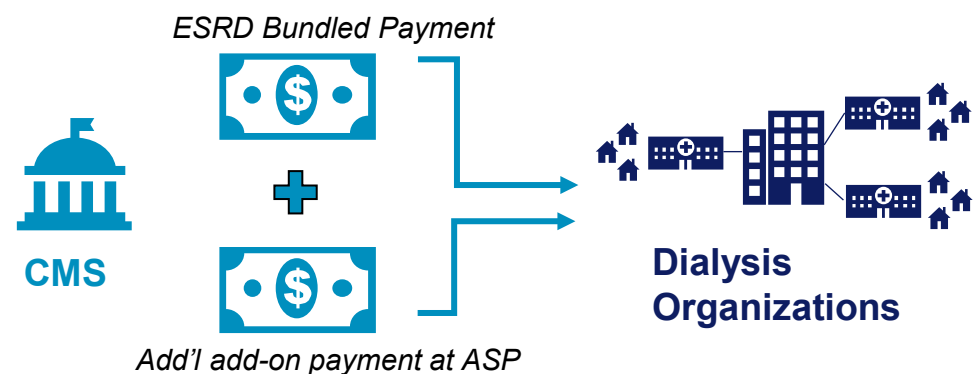 ESRD Bundled Payment
$
CMS
$
Add'l add-on payment at ASP
Dialysis
Organizations